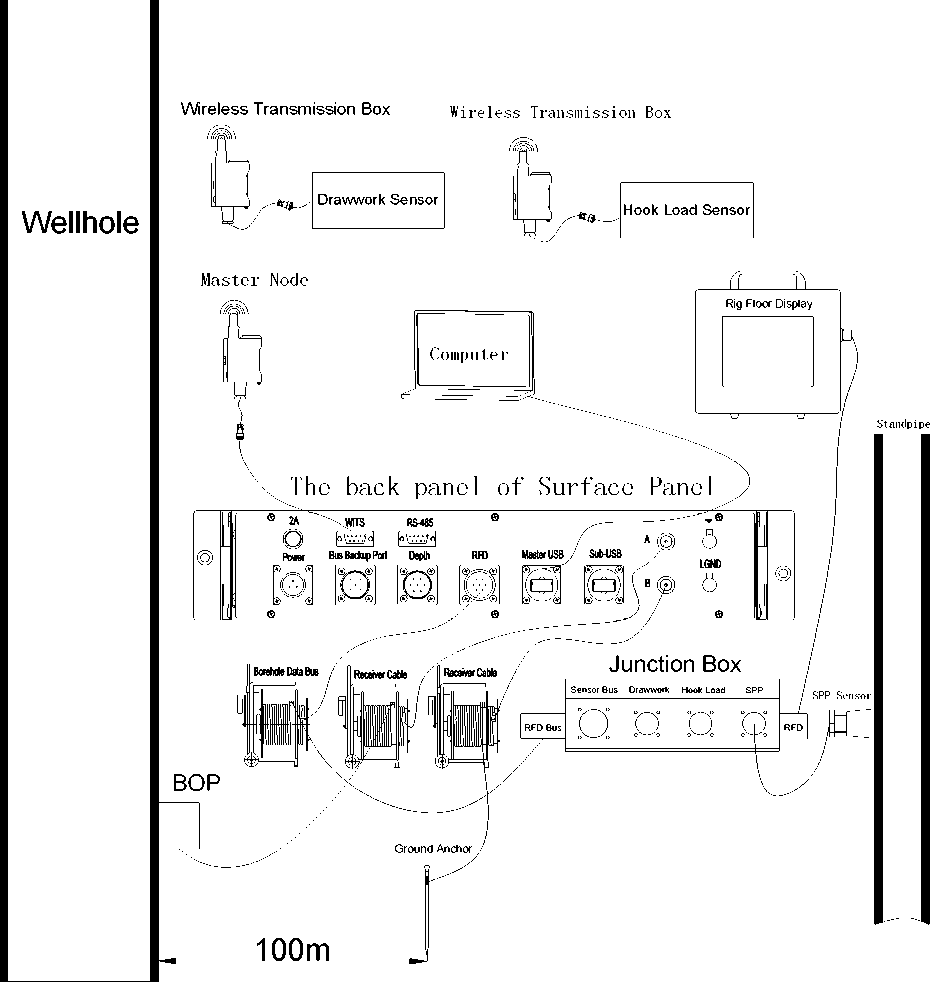 Wireless Transmission Box
Wireless Transmission Box
Wellhole
Drawwork Sensor
Hook Load Sensor
Master Node
Rig Floor Display
Computer
Standpipe
The back panel of Surface Panel
2A
WITS
RS-485
A
Power
Bus Backup Port
Depth
RFD
Master USB
Sub-USB
LGND
B
Borehole Data Bus
Receiver Cable
Receiver Cable
Junction Box
Sensor Bus
Drawwork
Hook Load
SPP
SPP Sensor
RFD Bus
RFD
BOP
Ground Anchor
100m